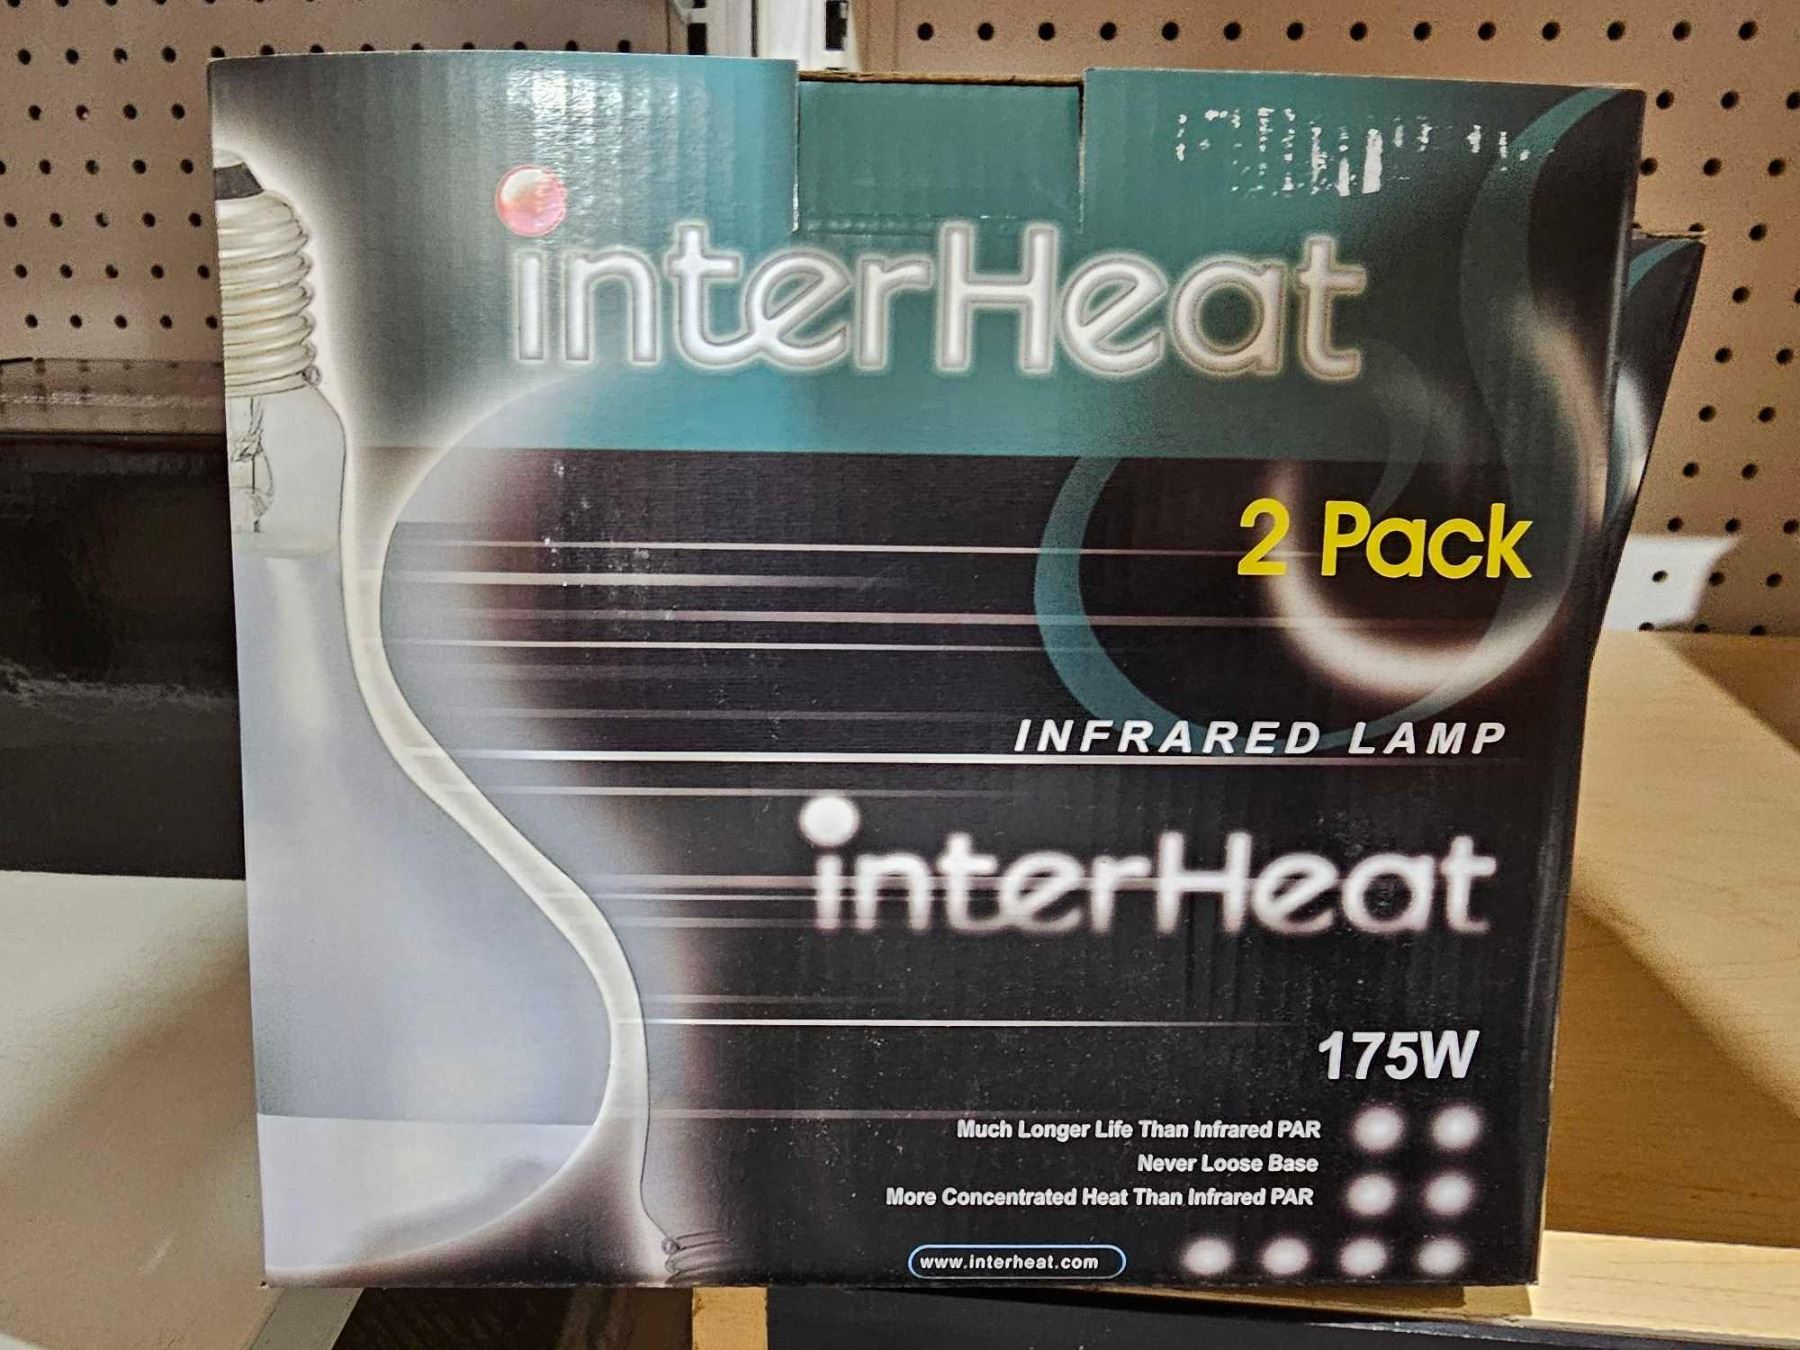 interHeat
2 Pack
INFRARED LAMP
interHeat
175W
Much Longer Life Than Infrared PAR
Never Loose Base
More Concentrated Heat Than Infrared PAR
www.interheat.com